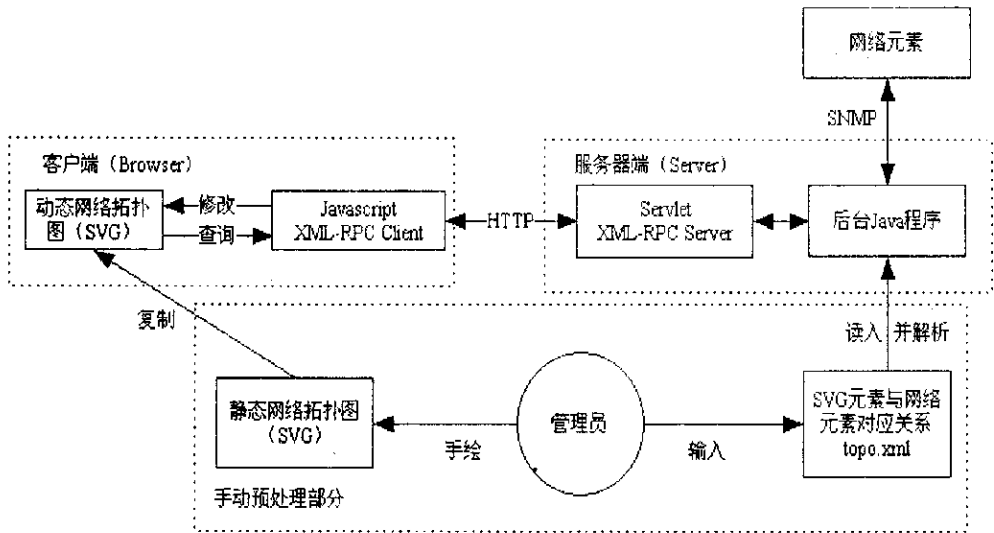 网络元素
SNMP
客户端（Browser）
服务器端（Server）
动态网络拓扑
图（SVG）
修改
查询
Javascript
XML-RPC Client
HTTP
Servlet
XML-RPC Server
后台Java程序
复制
读入 并解析
静态网络拓扑图
（SVG）
手绘
管理员
输入
SVG元素与网络
元素对应关系
topo.xml
手动预处理部分